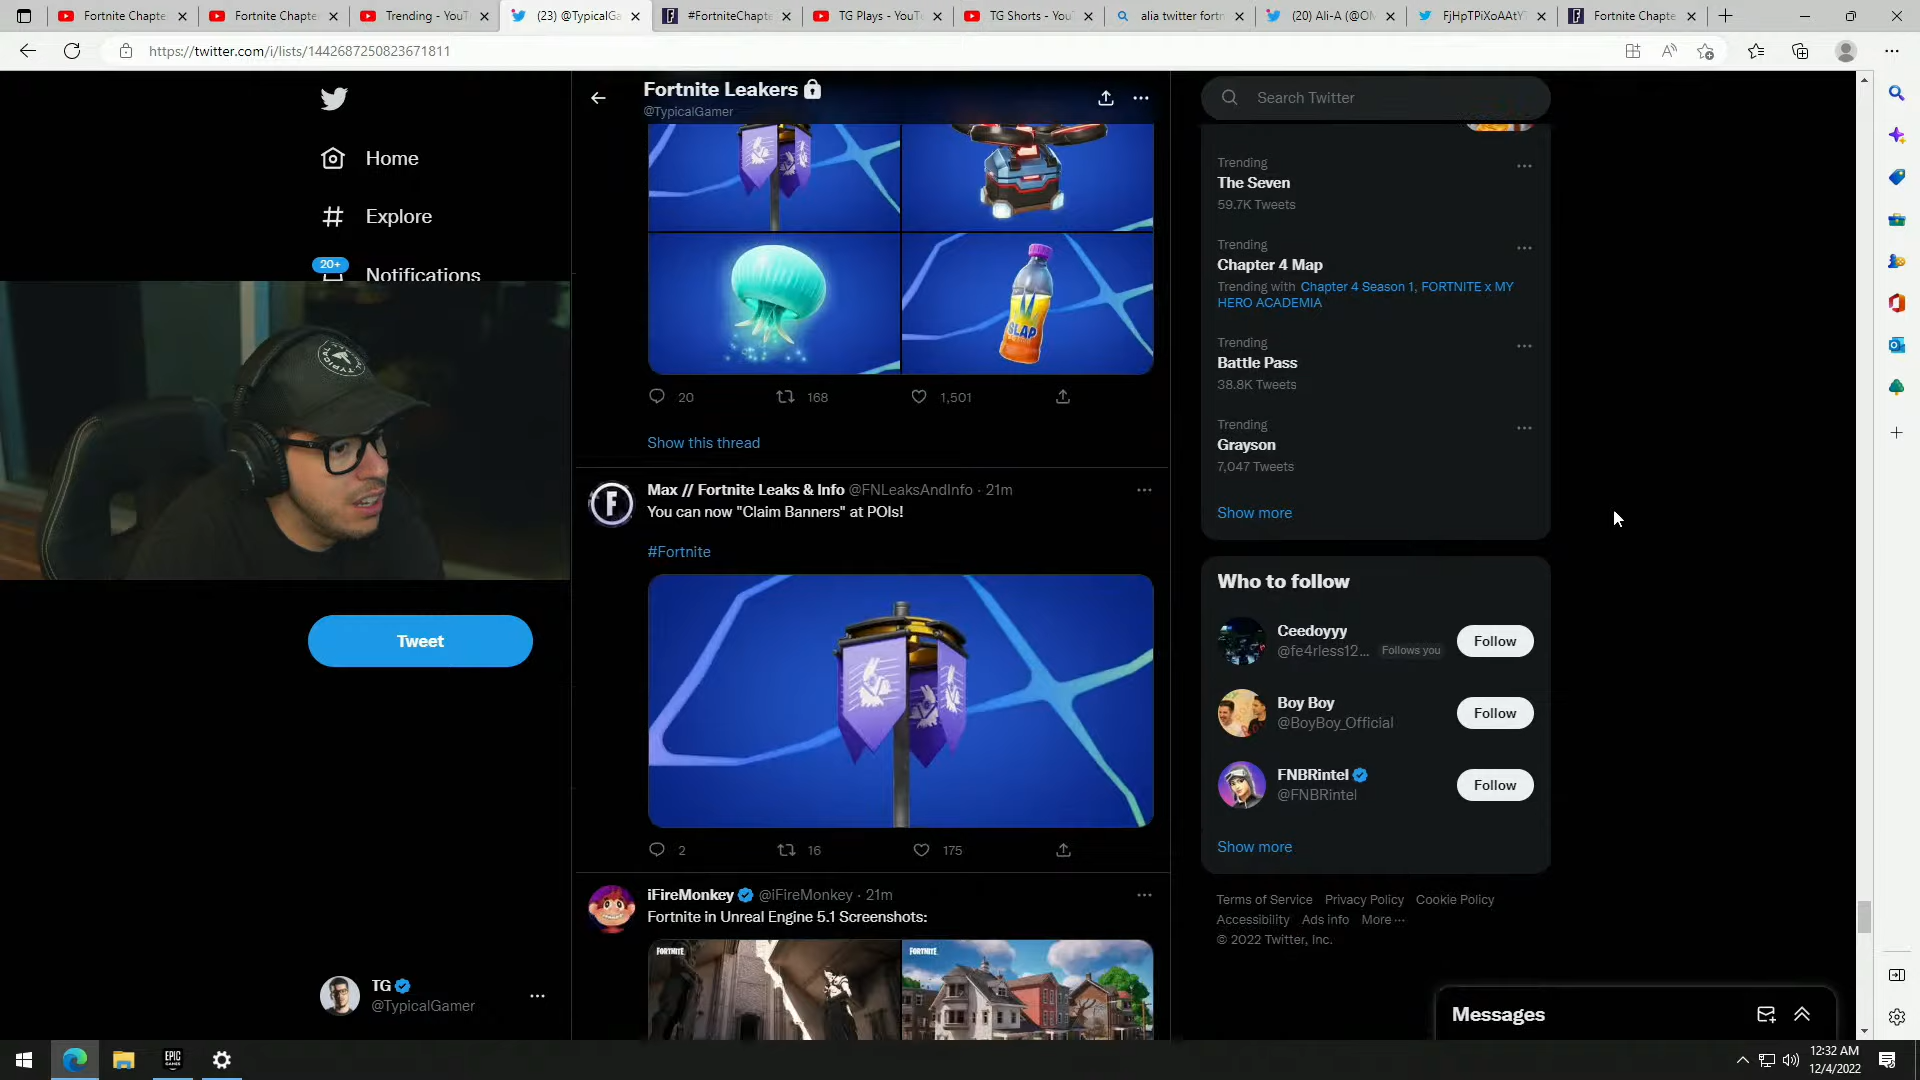 Fortnite Chapte
Fortnite Chapte
Trending - YouT
(23) @TypicalGa
#FortniteChapte
TG Plays - YouTu
TG Shorts - YouT
alia twitter fortn
(20) Ali-A (@OM
FjHpTPiXoAAtY
Fortnite Chapte
https://twitter.com/i/lists/1442687250823671811
Home
Explore
20+
Notifications
Tweet
TG
@TypicalGamer
Fortnite Leakers
@TypicalGamer
SLAP
20 168 1,501
Show this thread
Max // Fortnite Leaks & Info @FNLeaksAndInfo · 21m
You can now "Claim Banners" at POIs!
#Fortnite
2 16 175
iFireMonkey @iFireMonkey · 21m
Fortnite in Unreal Engine 5.1 Screenshots:
FORTNITE
FORTNITE
Search Twitter
Trending
The Seven
59.7K Tweets
Trending
Chapter 4 Map
Trending with Chapter 4 Season 1, FORTNITE x MY
HERO ACADEMIA
Trending
Battle Pass
38.8K Tweets
Trending
Grayson
7,047 Tweets
Show more
Who to follow
Ceedoyyy
@fe4rless12... Follows you
Follow
Boy Boy
@BoyBoy_Official
Follow
FNBRintel
@FNBRintel
Follow
Show more
Terms of Service Privacy Policy Cookie Policy
Accessibility Ads info More ···
© 2022 Twitter, Inc.
Messages
EPIC
GAMES
12:32 AM
12/4/2022